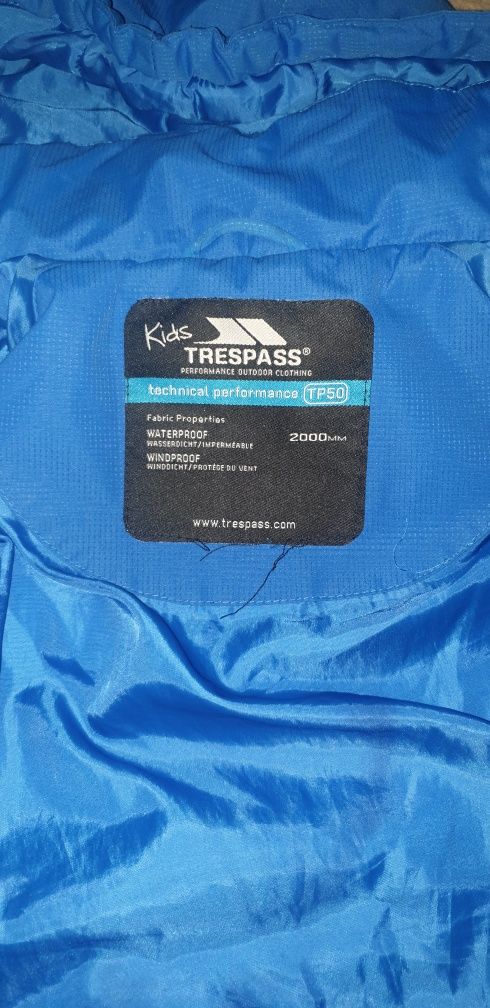 Kids
TRESPASS®
PERFORMANCE OUTDOOR CLOTHING
technical performance TP50
Fabric Properties
WATERPROOF 2000MM
WASSERDICHT/IMPERMÉABLE
WINDPROOF
WINDDICHT/PROTÉGE DU VENT
www.trespass.com